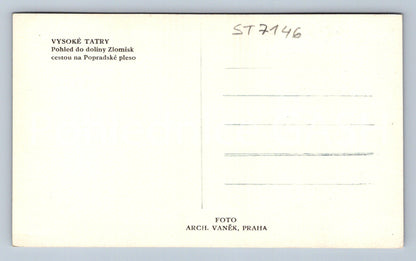 VYSOKÉ TATRY
Pohled do doliny Zlomisk
cestou na Popradské pleso
ST7146
FOTO
ARCH. VANĚK, PRAHA